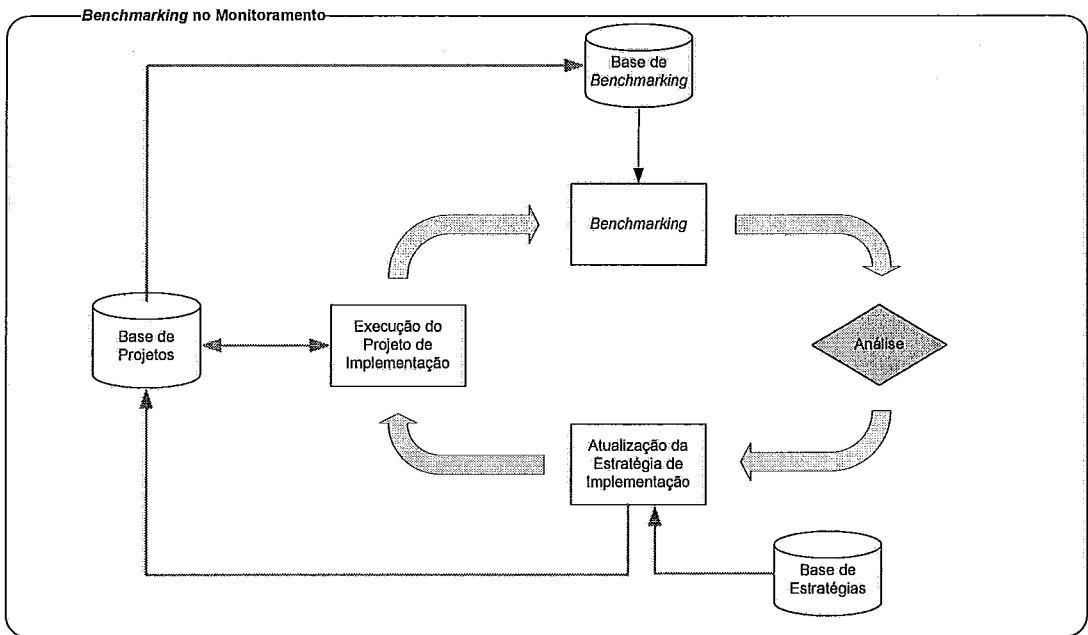 Benchmarking no Monitoramento
Base de
Benchmarking
Benchmarking
Base de
Projetos
Execução do
Projeto de
Implementação
Análise
Atualização da
Estratégia de
Implementação
Base de
Estratégias